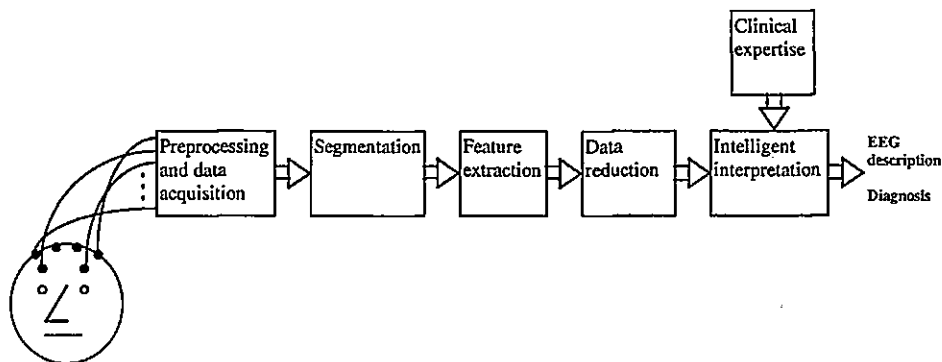 Clinical
expertise
Preprocessing
and data
acquisition
Segmentation
Feature
extraction
Data
reduction
Intelligent
interpretation
EEG
description
Diagnosis